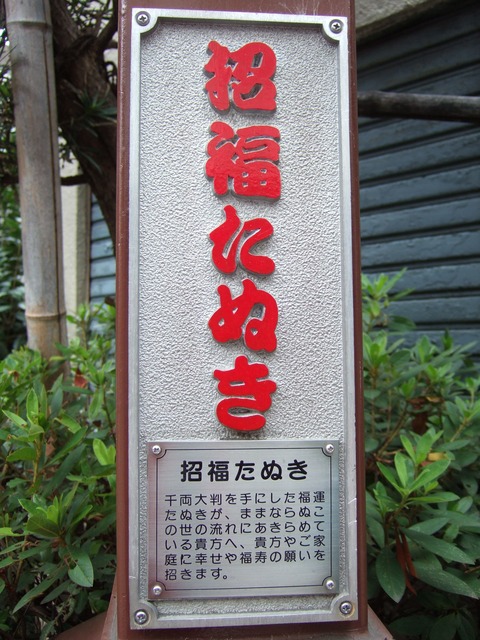 招福たぬき
招福たぬき
千両大判を手にした福運
たぬきが、ままならぬこ
の世の流れにあきらめて
いる貴方へ、貴方やご家
庭に幸せや福寿の願いを
招きます。